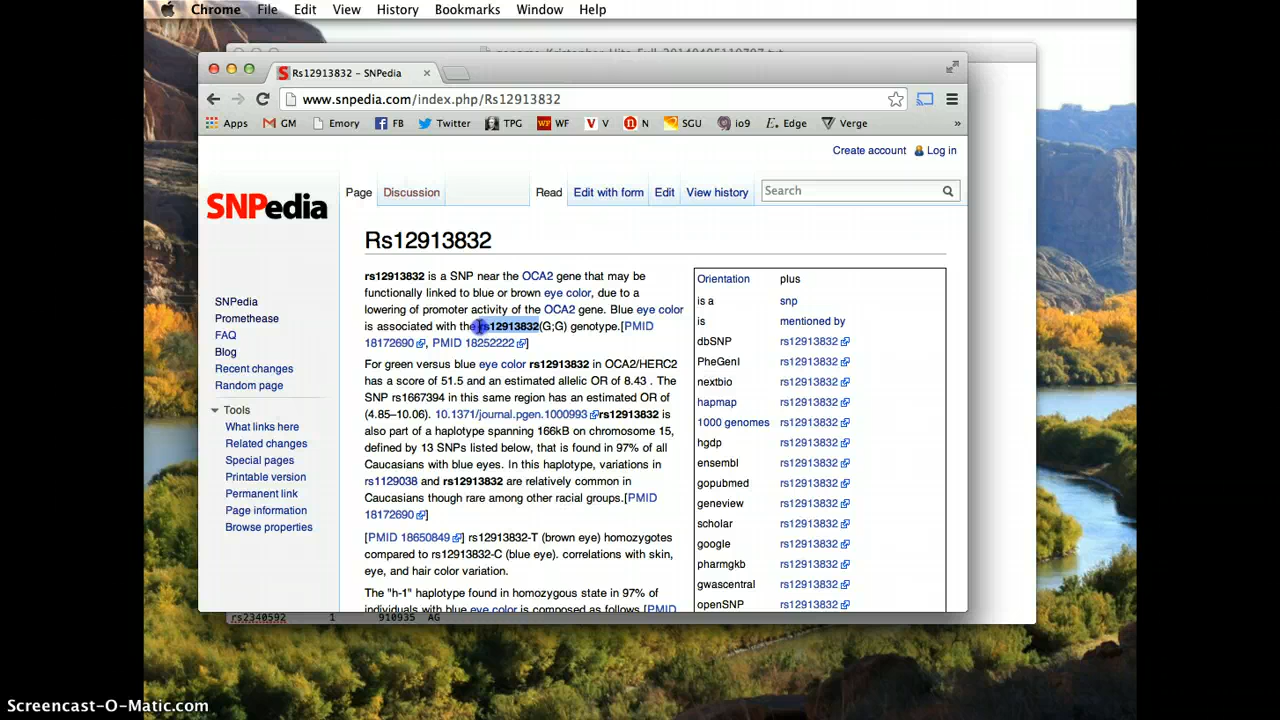 Chrome File Edit View History Bookmarks Window Help
Rs12913832 – SNPedia
www.snpedia.com/index.php/Rs12913832
Apps GM Emory FB Twitter TPG WF V N SGU io9 Edge Verge »
Create account Log in
SNPedia
Page Discussion Read Edit with form Edit View history Search
Rs12913832
rs12913832 is a SNP near the OCA2 gene that may be
functionally linked to blue or brown eye color, due to a
lowering of promoter activity of the OCA2 gene. Blue eye color
is associated with the rs12913832(G;G) genotype.[PMID
18172690, PMID 18252222]
For green versus blue eye color rs12913832 in OCA2/HERC2
has a score of 51.5 and an estimated allelic OR of 8.43 . The
SNP rs1667394 in this same region has an estimated OR of
(4.85–10.06). 10.1371/journal.pgen.1000993 rs12913832 is
also part of a haplotype spanning 166kB on chromosome 15,
defined by 13 SNPs listed below, that is found in 97% of all
Caucasians with blue eyes. In this haplotype, variations in
rs1129038 and rs12913832 are relatively common in
Caucasians though rare among other racial groups.[PMID
18172690]
[PMID 18650849] rs12913832-T (brown eye) homozygotes
compared to rs12913832-C (blue eye). correlations with skin,
eye, and hair color variation.
The "h-1" haplotype found in homozygous state in 97% of
individuals with blue eye color is composed as follows [PMID
SNPedia
Promethease
FAQ
Blog
Recent changes
Random page
Tools
What links here
Related changes
Special pages
Printable version
Permanent link
Page information
Browse properties
Orientation plus
is a snp
is mentioned by
dbSNP rs12913832
PheGenI rs12913832
nextbio rs12913832
hapmap rs12913832
1000 genomes rs12913832
hgdp rs12913832
ensembl rs12913832
gopubmed rs12913832
geneview rs12913832
scholar rs12913832
google rs12913832
pharmgkb rs12913832
gwascentral rs12913832
openSNP rs12913832
rs2340592 1 910935 AG
Screencast-O-Matic.com